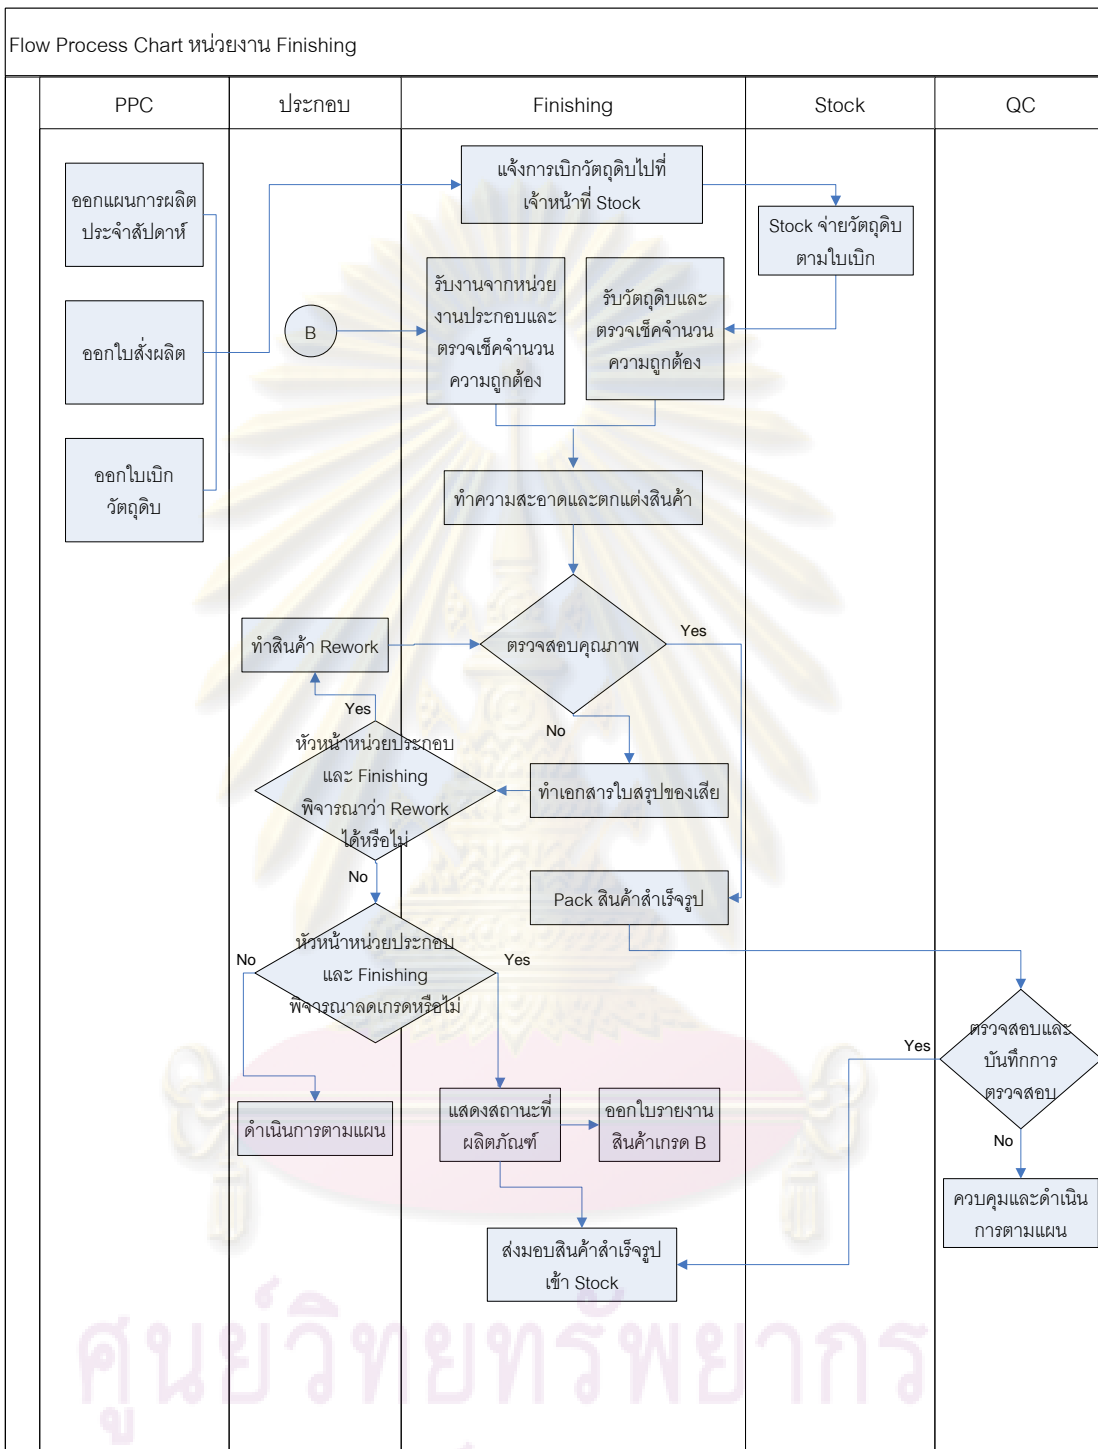 Flow Process Chart หน่วยงาน Finishing
PPC
ประกอบ
Finishing
Stock
QC
ออกแผนการผลิต
ประจำสัปดาห์
ออกใบสั่งผลิต
ออกใบเบิก
วัตถุดิบ
แจ้งการเบิกวัตถุดิบไปที่
เจ้าหน้าที่ Stock
Stock จ่ายวัตถุดิบ
ตามใบเบิก
B
รับงานจากหน่วย
งานประกอบและ
ตรวจเช็คจำนวน
ความถูกต้อง
รับวัตถุดิบและ
ตรวจเช็คจำนวน
ความถูกต้อง
ทำความสะอาดและตกแต่งสินค้า
ตรวจสอบคุณภาพ
Yes
No
ทำสินค้า Rework
Yes
หัวหน้าหน่วยประกอบ
และ Finishing
พิจารณาว่า Rework
ได้หรือไม่
No
ทำเอกสารใบสรุปของเสีย
Pack สินค้าสำเร็จรูป
หัวหน้าหน่วยประกอบ
และ Finishing
พิจารณาลดเกรดหรือไม่
No
Yes
ดำเนินการตามแผน
แสดงสถานะที่
ผลิตภัณฑ์
ออกใบรายงาน
สินค้าเกรด B
ส่งมอบสินค้าสำเร็จรูป
เข้า Stock
ตรวจสอบและ
บันทึกการ
ตรวจสอบ
Yes
No
ควบคุมและดำเนิน
การตามแผน
ศูนย์วิทยทรัพยากร